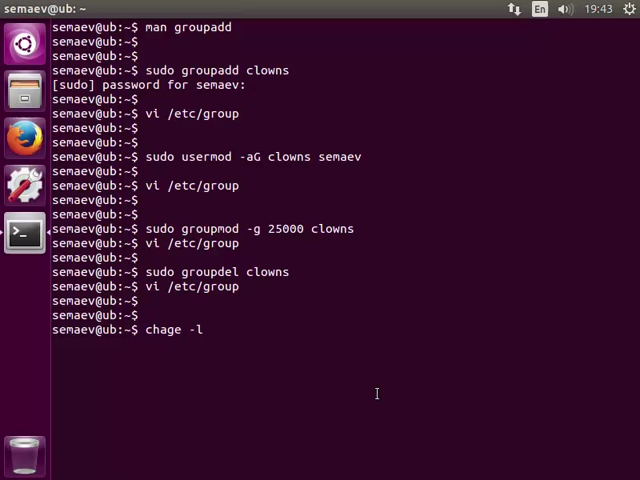 semaev@ub: ~
En
19:43
semaev@ub:~$ man groupadd
semaev@ub:~$
semaev@ub:~$
semaev@ub:~$ sudo groupadd clowns
[sudo] password for semaev:
semaev@ub:~$
semaev@ub:~$ vi /etc/group
semaev@ub:~$
semaev@ub:~$
semaev@ub:~$ sudo usermod -aG clowns semaev
semaev@ub:~$
semaev@ub:~$ vi /etc/group
semaev@ub:~$
semaev@ub:~$
semaev@ub:~$ sudo groupmod -g 25000 clowns
semaev@ub:~$ vi /etc/group
semaev@ub:~$
semaev@ub:~$ sudo groupdel clowns
semaev@ub:~$ vi /etc/group
semaev@ub:~$
semaev@ub:~$
semaev@ub:~$ chage -l
>_